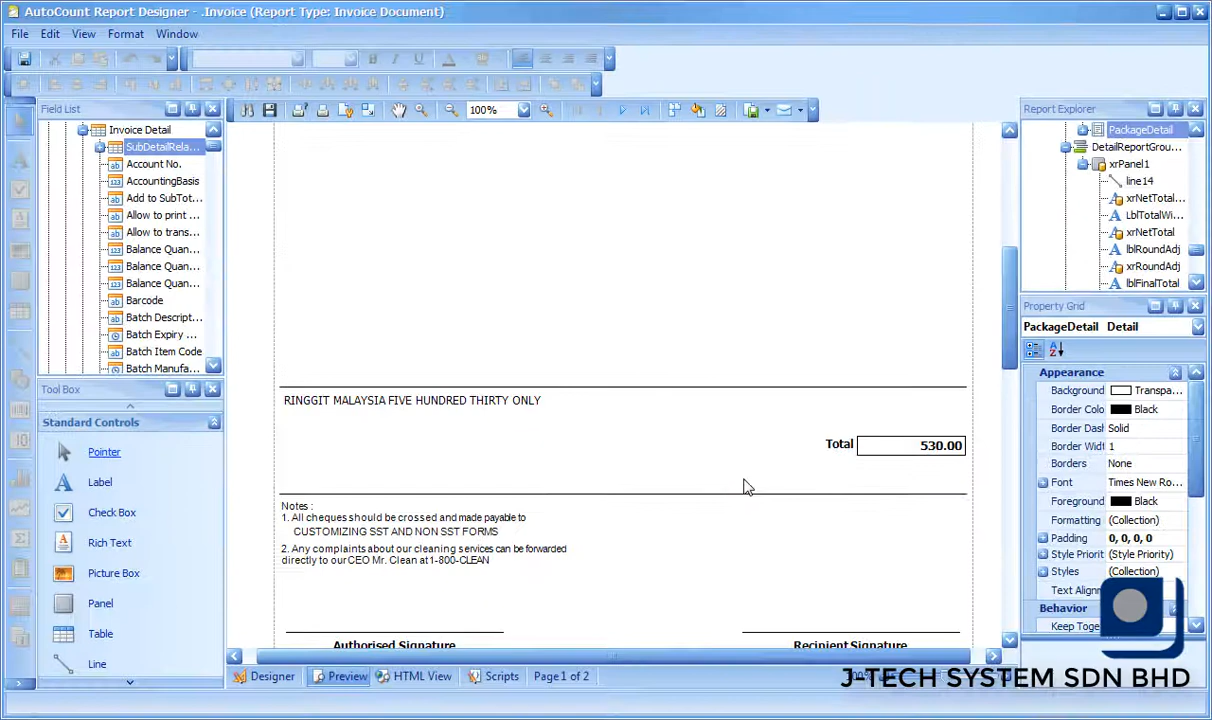 AutoCount Report Designer - .Invoice (Report Type: Invoice Document)
File Edit View Format Window
100%
Field List
Invoice Detail
SubDetailRela...
Account No.
AccountingBasis
Add to SubTot...
Allow to print ...
Allow to trans...
Balance Quan...
Balance Quan...
Balance Quan...
Barcode
Batch Descript...
Batch Expiry ...
Batch Item Code
Batch Manufa...
Tool Box
Standard Controls
Pointer
Label
Check Box
Rich Text
Picture Box
Panel
Table
Line
RINGGIT MALAYSIA FIVE HUNDRED THIRTY ONLY
Total 530.00
Notes :
1. All cheques should be crossed and made payable to
CUSTOMIZING SST AND NON SST FORMS
2. Any complaints about our cleaning services can be forwarded
directly to our CEO Mr. Clean at 1-800-CLEAN
Authorised Signature Recipient Signature
Designer Preview HTML View Scripts Page 1 of 2
Report Explorer
PackageDetail
DetailReportGrou...
xrPanel1
line14
xrNetTotal...
LblTotalWi...
xrNetTotal
lblRoundAdj
xrRoundAdj
lblFinalTotal
Property Grid
PackageDetail Detail
Appearance
Background Transpa...
Border Colo Black
Border Dash Solid
Border Widt 1
Borders None
Font Times New Ro...
Foreground Black
Formatting (Collection)
Padding 0, 0, 0, 0
Style Priorit (Style Priority)
Styles (Collection)
Text Alignm
Behavior
Keep Toge
J-TECH SYSTEM SDN BHD